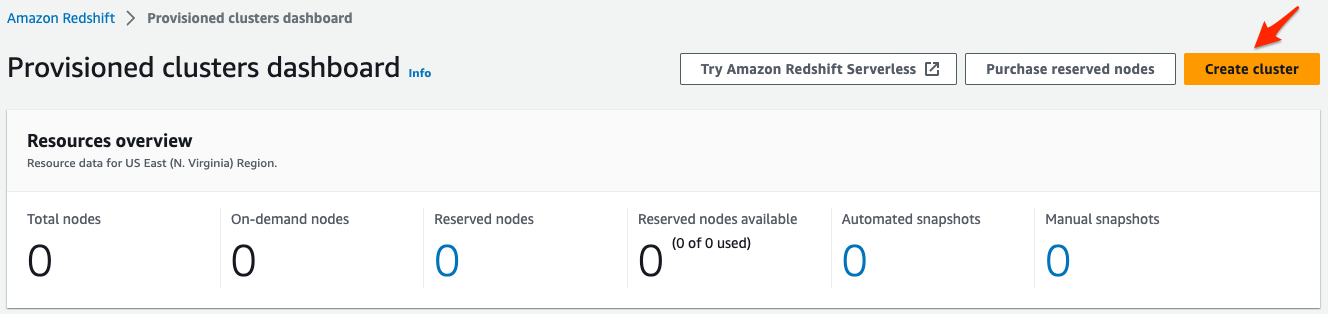 Amazon Redshift > Provisioned clusters dashboard
Provisioned clusters dashboard Info
Try Amazon Redshift Serverless
Purchase reserved nodes
Create cluster
Resources overview
Resource data for US East (N. Virginia) Region.
Total nodes
0
On-demand nodes
0
Reserved nodes
0
Reserved nodes available
0 (0 of 0 used)
Automated snapshots
0
Manual snapshots
0